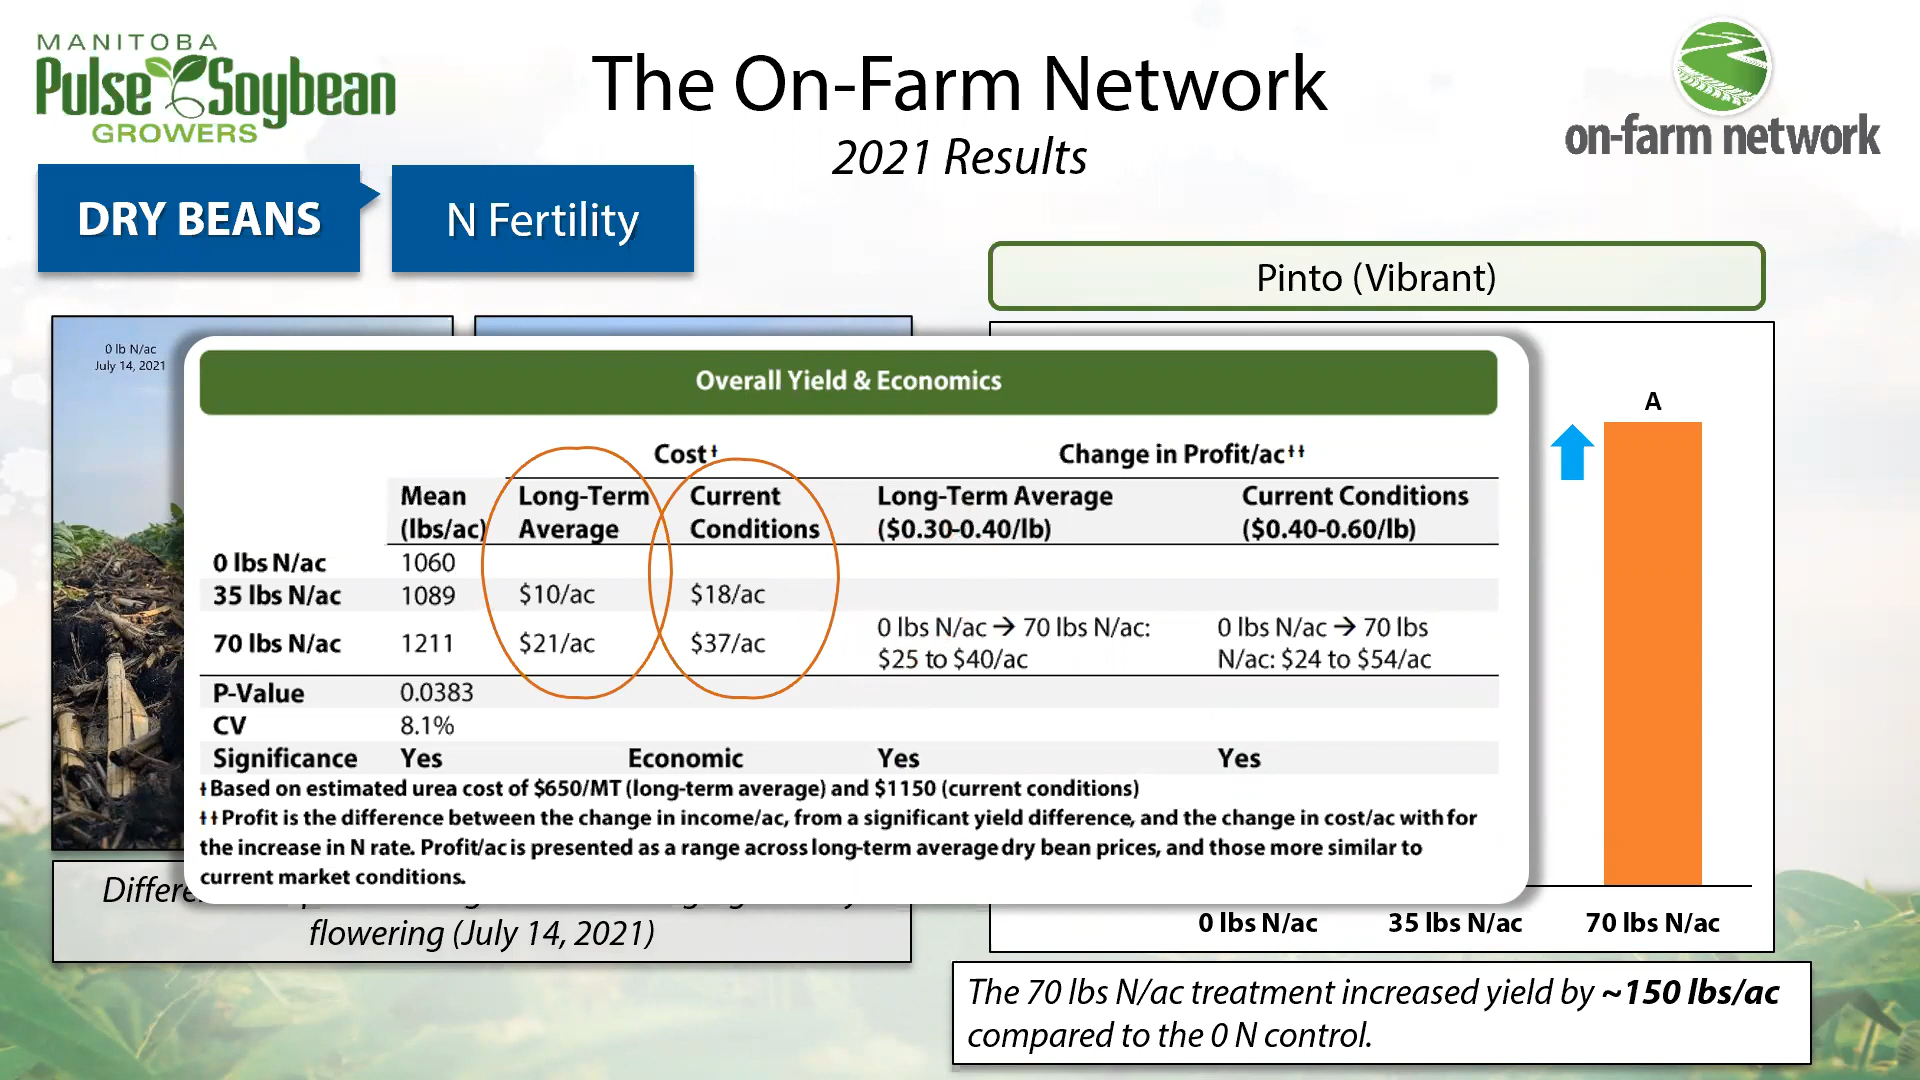 MANITOBA
Pulse Soybean
GROWERS
The On-Farm Network
2021 Results
on-farm network
DRY BEANS
N Fertility
Pinto (Vibrant)
0 lb N/ac
July 14, 2021
Overall Yield & Economics
Cost ƚ Change in Profit/ac ƚƚ
Mean (lbs/ac) Long-Term Average Current Conditions Long-Term Average ($0.30-0.40/lb) Current Conditions ($0.40-0.60/lb)
0 lbs N/ac 1060
35 lbs N/ac 1089 $10/ac $18/ac
70 lbs N/ac 1211 $21/ac $37/ac 0 lbs N/ac → 70 lbs N/ac: $25 to $40/ac 0 lbs N/ac → 70 lbs N/ac: $24 to $54/ac
P-Value 0.0383
CV 8.1%
Significance Yes Economic Yes Yes
ƚ Based on estimated urea cost of $650/MT (long-term average) and $1150 (current conditions)
ƚƚ Profit is the difference between the change in income/ac, from a significant yield difference, and the change in cost/ac with for
the increase in N rate. Profit/ac is presented as a range across long-term average dry bean prices, and those more similar to
current market conditions.
A
flowering (July 14, 2021)
0 lbs N/ac 35 lbs N/ac 70 lbs N/ac
The 70 lbs N/ac treatment increased yield by ~150 lbs/ac
compared to the 0 N control.